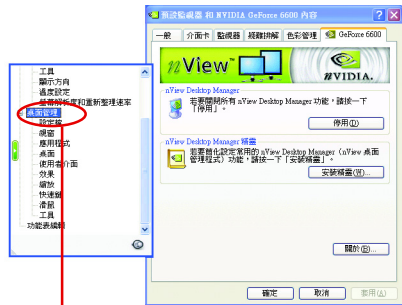 工具
顯示方向
溫度設定
螢幕解析度和重新整理速率
桌面管理
設定檔
視窗
應用程式
桌面
使用者介面
效果
縮放
快速鍵
滑鼠
工具
功能表編輯
預設監視器 和 NVIDIA GeForce 6600 內容
一般 介面卡 監視器 疑難排解 色彩管理 GeForce 6600
nView™
nVIDIA.
nView Desktop Manager
若要關閉所有 nView Desktop Manager 功能，請按一下
「停用」。
停用(D)
nView Desktop Manager 精靈
若要簡化設定常用的 nView Desktop Manager（nView 桌面
管理程式）功能，請按一下「安裝精靈」。
安裝精靈(W)...
關於(B)...
確定 取消 套用(A)